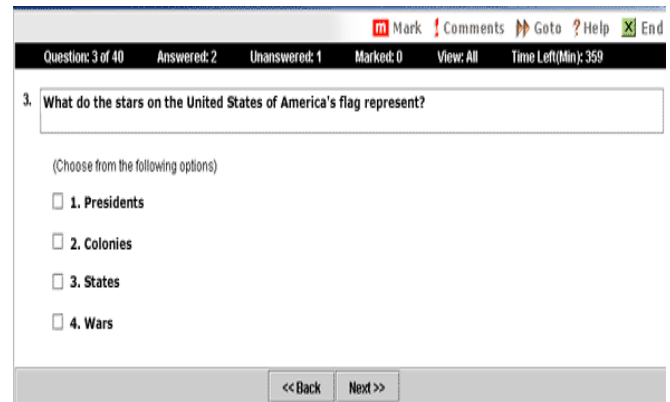 m Mark ! Comments Goto ? Help X End
Question: 3 of 40 Answered: 2 Unanswered: 1 Marked: 0 View: All Time Left(Min): 359
3. What do the stars on the United States of America's flag represent?
(Choose from the following options)
1. Presidents
2. Colonies
3. States
4. Wars
<< Back Next >>